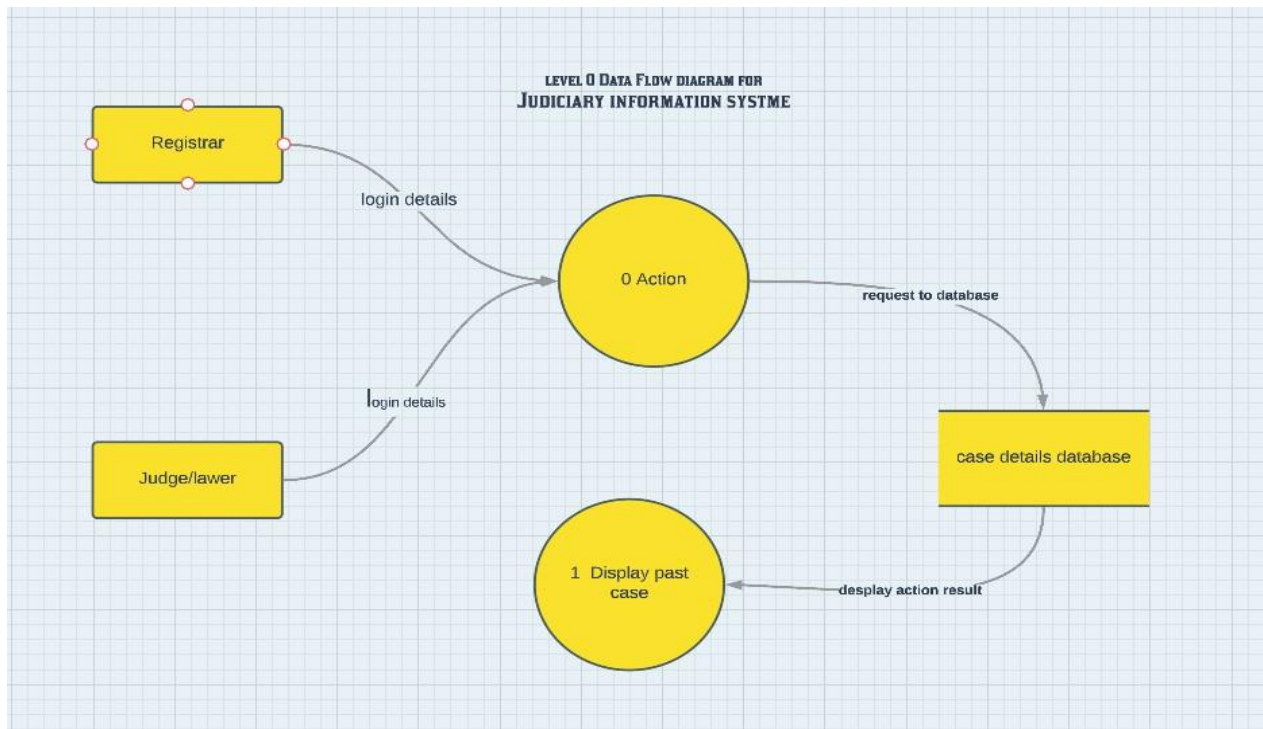 LEVEL 0 DATA FLOW DIAGRAM FOR
JUDICIARY INFORMATION SYSTME
Registrar
login details
0 Action
request to database
login details
case details database
Judge/lawer
1 Display past
case
desplay action result